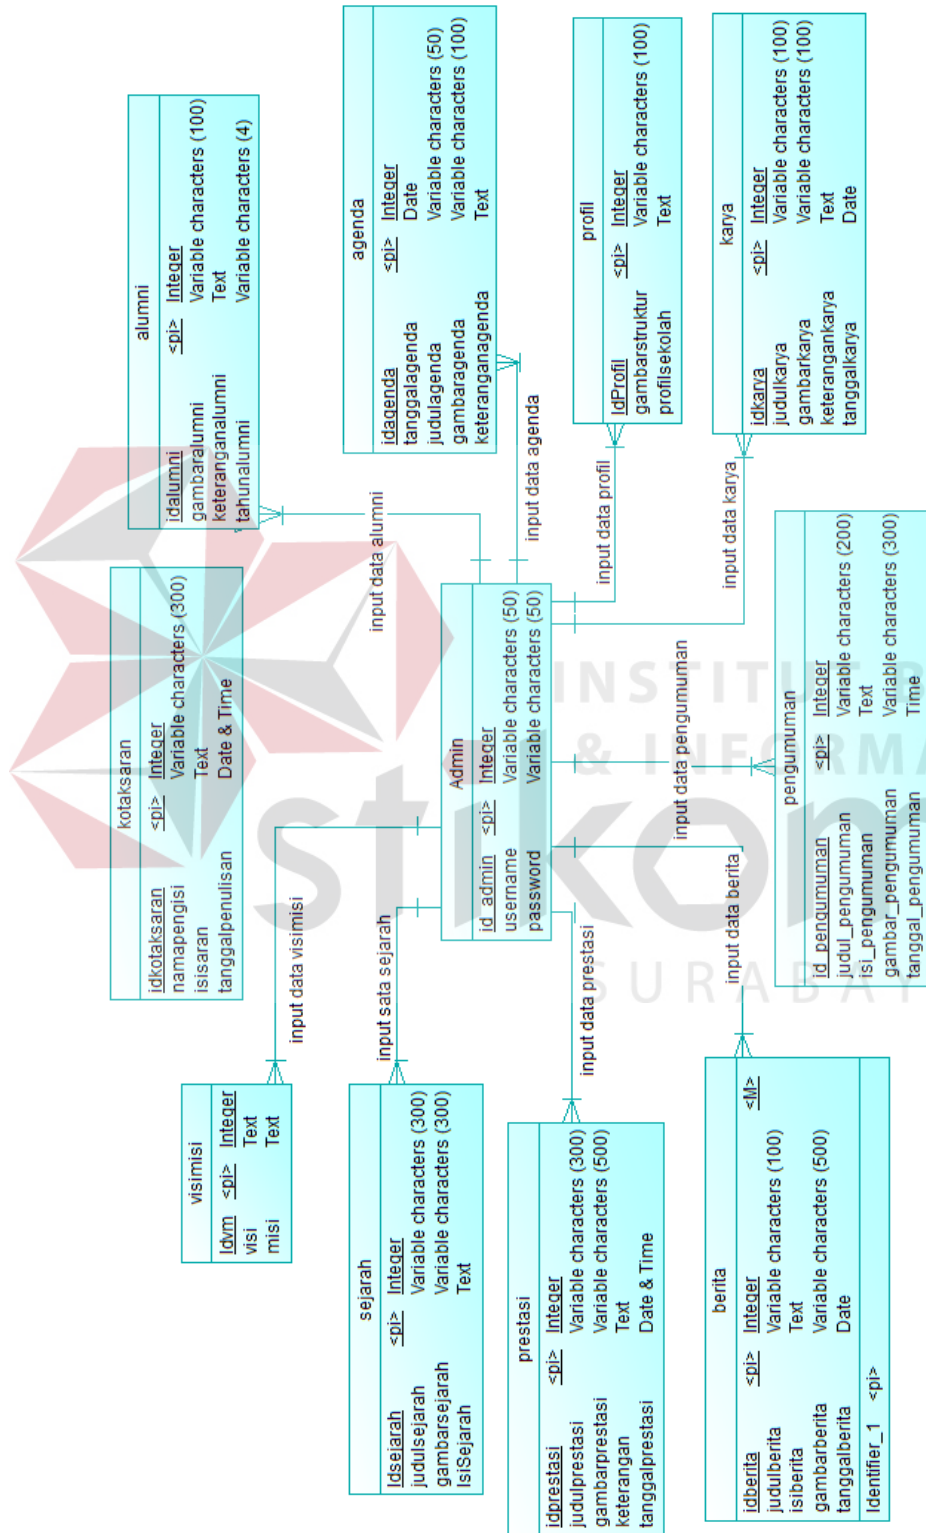 visimisi
Idvm <pi> Integer
visi Text
misi Text
kotaksaran
idkotaksaran <pi> Integer
namapengisi Variable characters (300)
isisaran Text
tanggalpenulisan Date & Time
alumni
idalumni <pi> Integer
gambaralumni Variable characters (100)
keteranganalumni Text
tahunalumni Variable characters (4)
input data visimisi
input data alumni
sejarah
Idsejarah <pi> Integer
judulsejarah Variable characters (300)
gambarsejarah Variable characters (300)
IsiSejarah Text
input sata sejarah
agenda
idagenda <pi> Integer
tanggalagenda Date
judulagenda Variable characters (50)
gambaragenda Variable characters (100)
keteranganagenda Text
input data agenda
Admin
id_admin <pi> Integer
username Variable characters (50)
password Variable characters (50)
prestasi
idprestasi <pi> Integer
judulprestasi Variable characters (300)
gambarprestasi Variable characters (500)
keterangan Text
tanggalprestasi Date & Time
input data prestasi
profil
IdProfil <pi> Integer
gambarstruktur Variable characters (100)
profilsekolah Text
input data profil
input data pengumuman
berita
idberita <pi> Integer <M>
judulberita Variable characters (100)
isiberita Text
gambarberita Variable characters (500)
tanggalberita Date
Identifier_1 <pi>
input data berita
karya
idkarya <pi> Integer
judulkarya Variable characters (100)
gambarkarya Variable characters (100)
keterangankarya Text
tanggalkarya Date
input data karya
pengumuman
id_pengumuman <pi> Integer
judul_pengumuman Variable characters (200)
isi_pengumuman Text
gambar_pengumuman Variable characters (300)
tanggal_pengumuman Time
INSTITUT B
& INFORMA
stikom
SURABAY